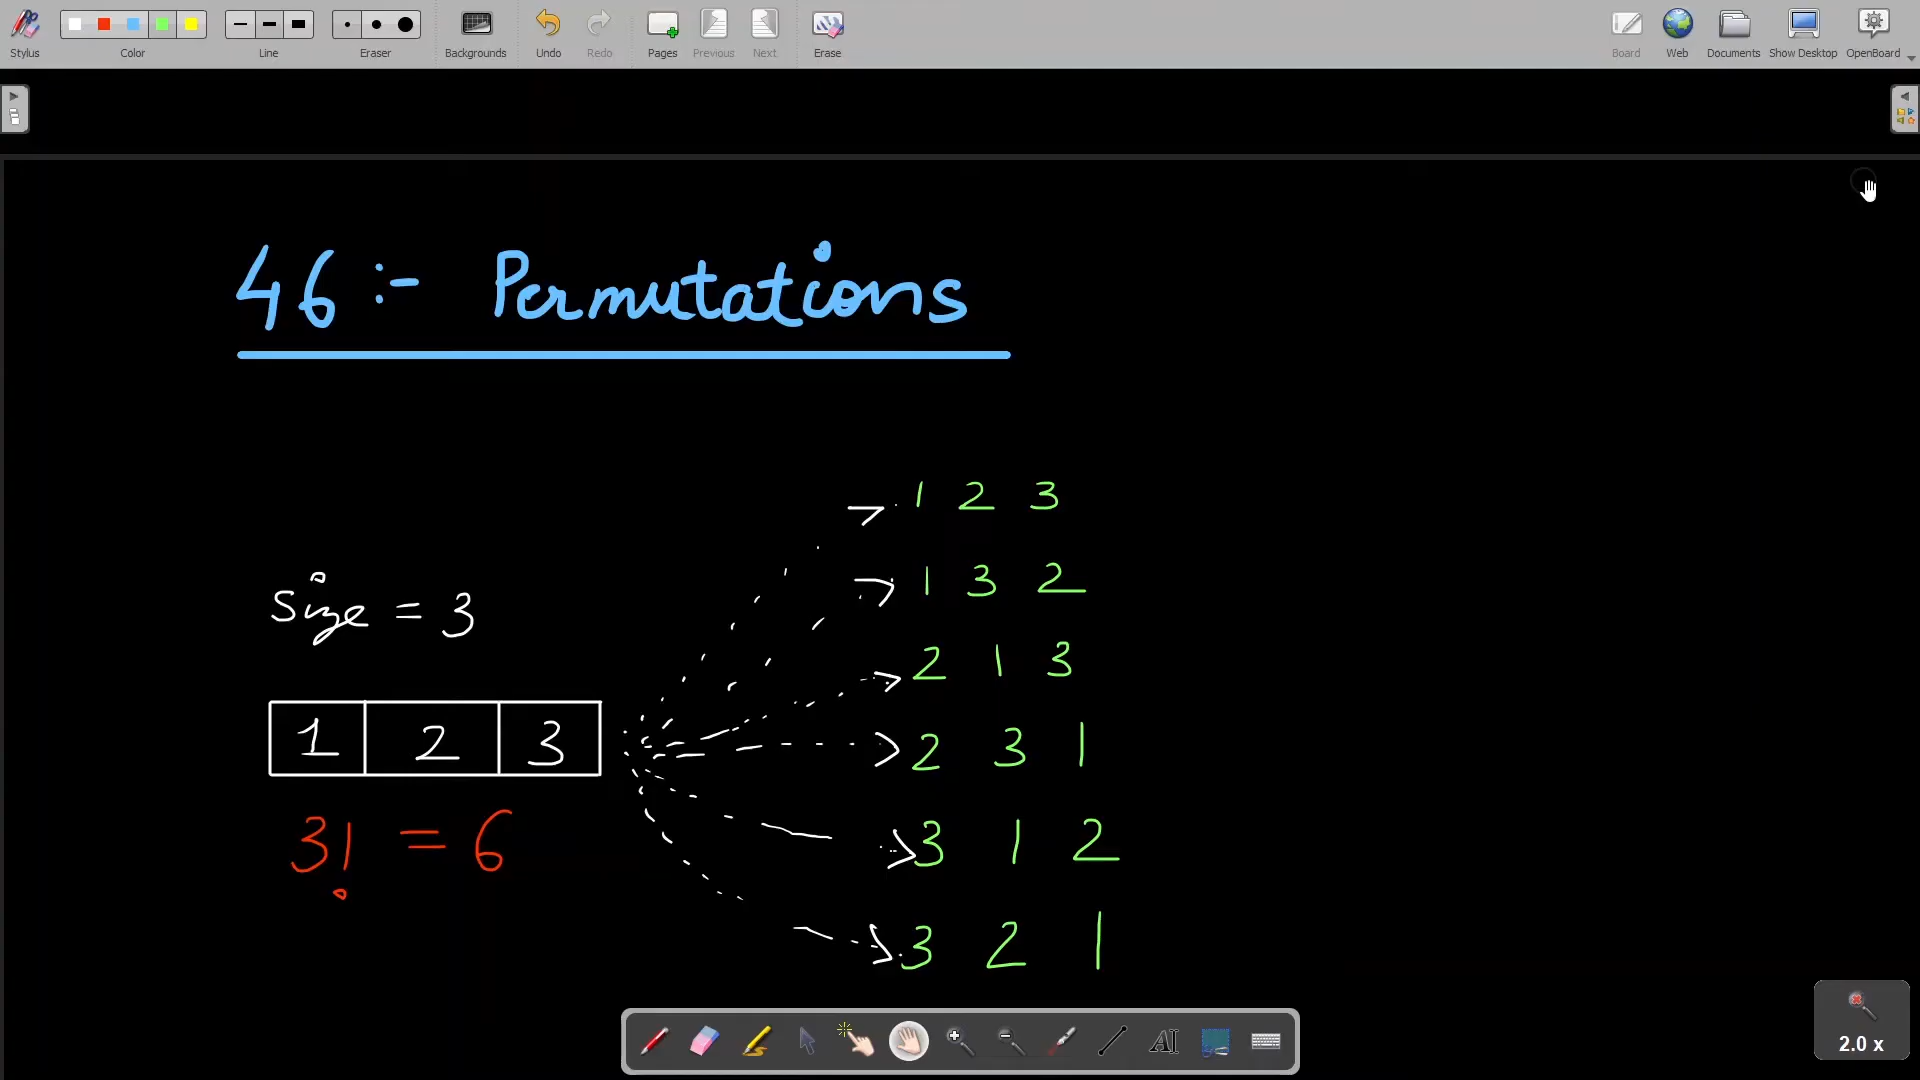 Stylus Color Line Eraser Backgrounds Undo Redo Pages Previous Next Erase Board Web Documents Show Desktop OpenBoard
46 :- Permutations
1 2 3
1 3 2
size = 3
2 1 3
1 2 3
2 3 1
3! = 6
3 1 2
3 2 1
AI
2.0 x